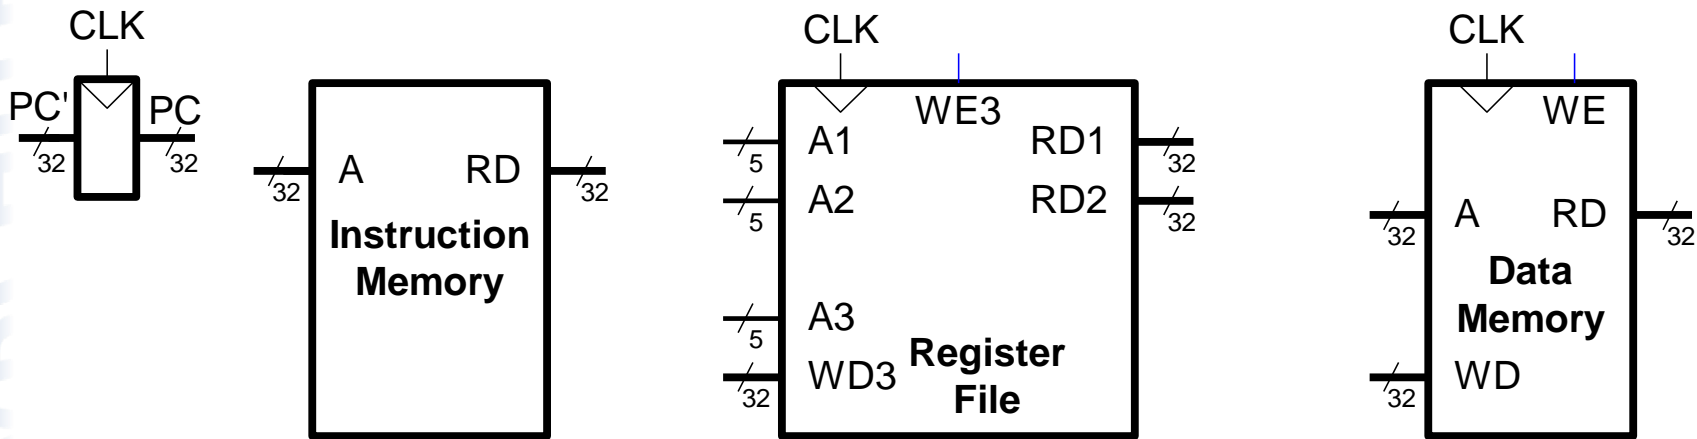 CLK
PC'
PC
32
32
A
RD
32
32
Instruction
Memory
CLK
WE3
A1
RD1
5
32
A2
RD2
5
32
A3
5
WD3
32
Register
File
CLK
WE
A
RD
32
32
Data
Memory
WD
32